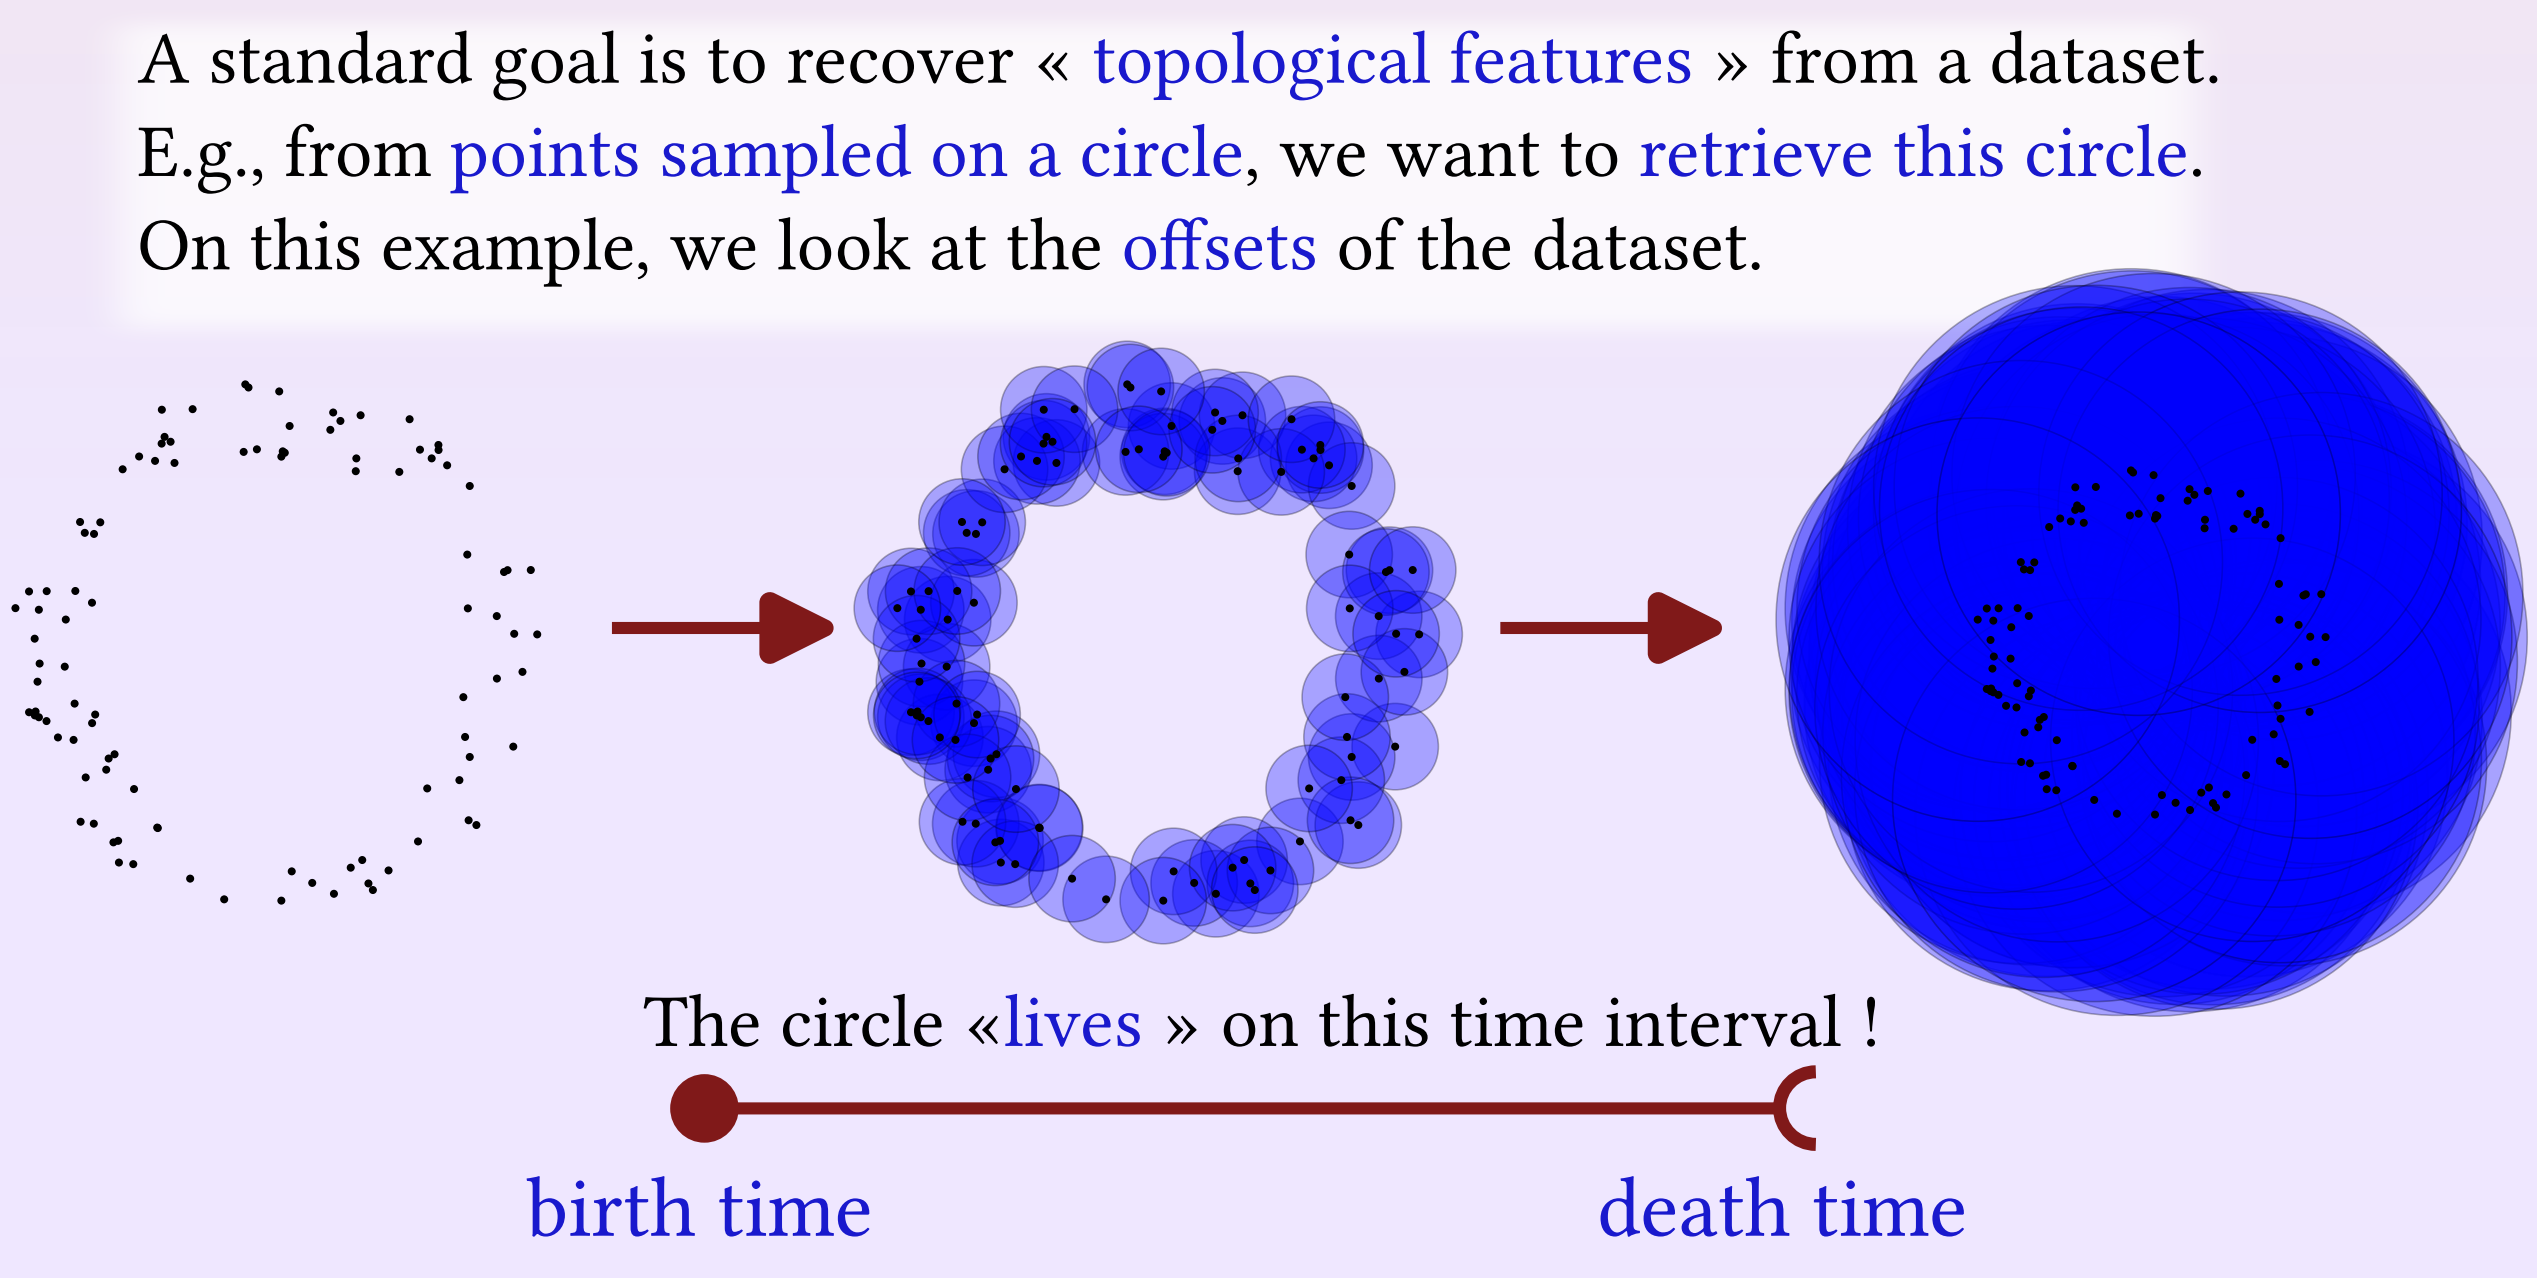 A standard goal is to recover « topological features » from a dataset.
E.g., from points sampled on a circle, we want to retrieve this circle.
On this example, we look at the offsets of the dataset.
The circle «lives » on this time interval !
birth time
death time